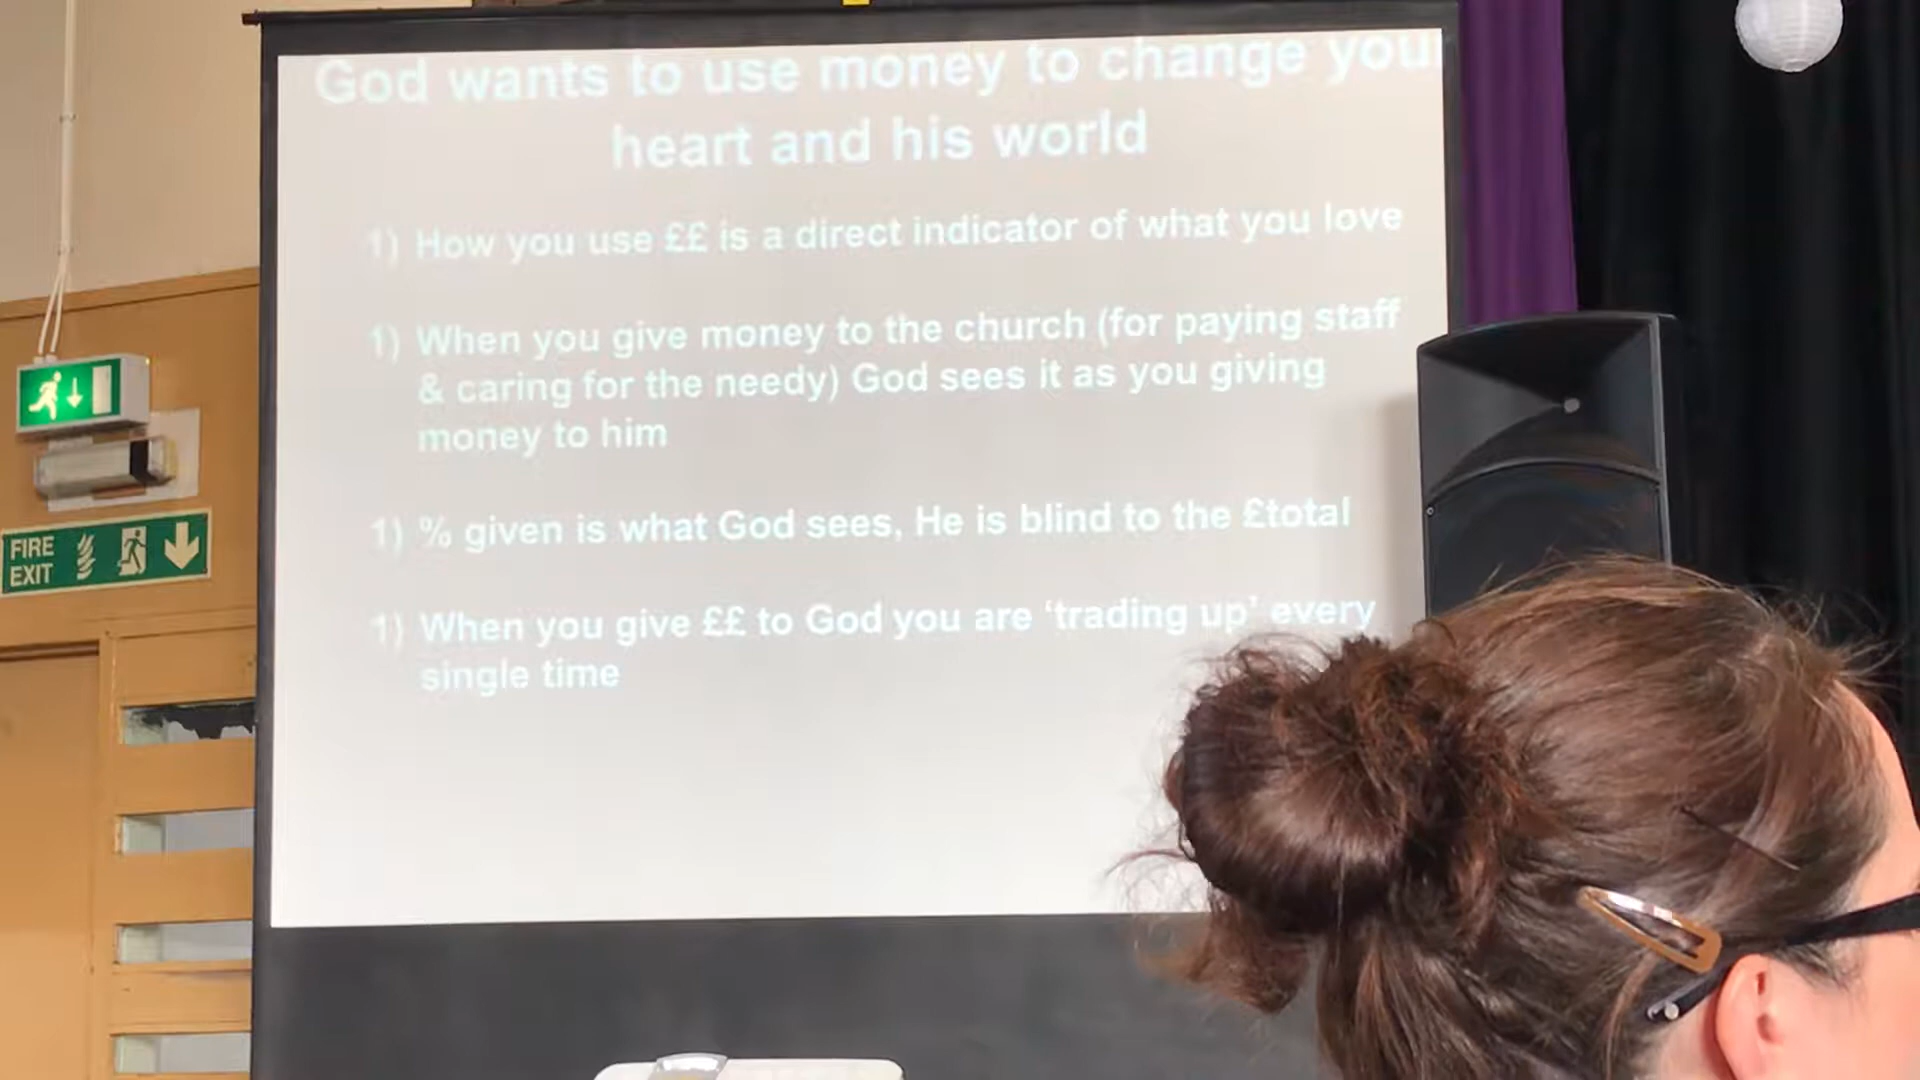 God wants to use money to change your
heart and his world
1) How you use ££ is a direct indicator of what you love
1) When you give money to the church (for paying staff
& caring for the needy) God sees it as you giving
money to him
1) % given is what God sees, He is blind to the £total
1) When you give ££ to God you are ‘trading up’ every
single time
FIRE
EXIT